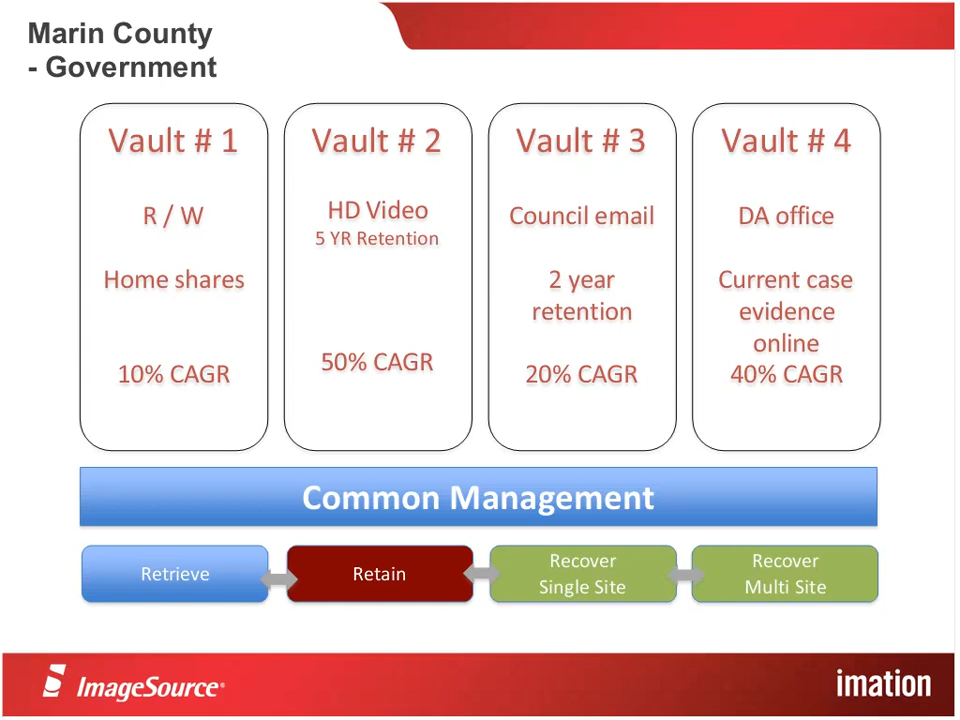 Marin County
- Government
Vault # 1
R / W
Home shares
10% CAGR
Vault # 2
HD Video
5 YR Retention
50% CAGR
Vault # 3
Council email
2 year
retention
20% CAGR
Vault # 4
DA office
Current case
evidence
online
40% CAGR
Common Management
Retrieve
Retain
Recover
Single Site
Recover
Multi Site
ImageSource®
imation